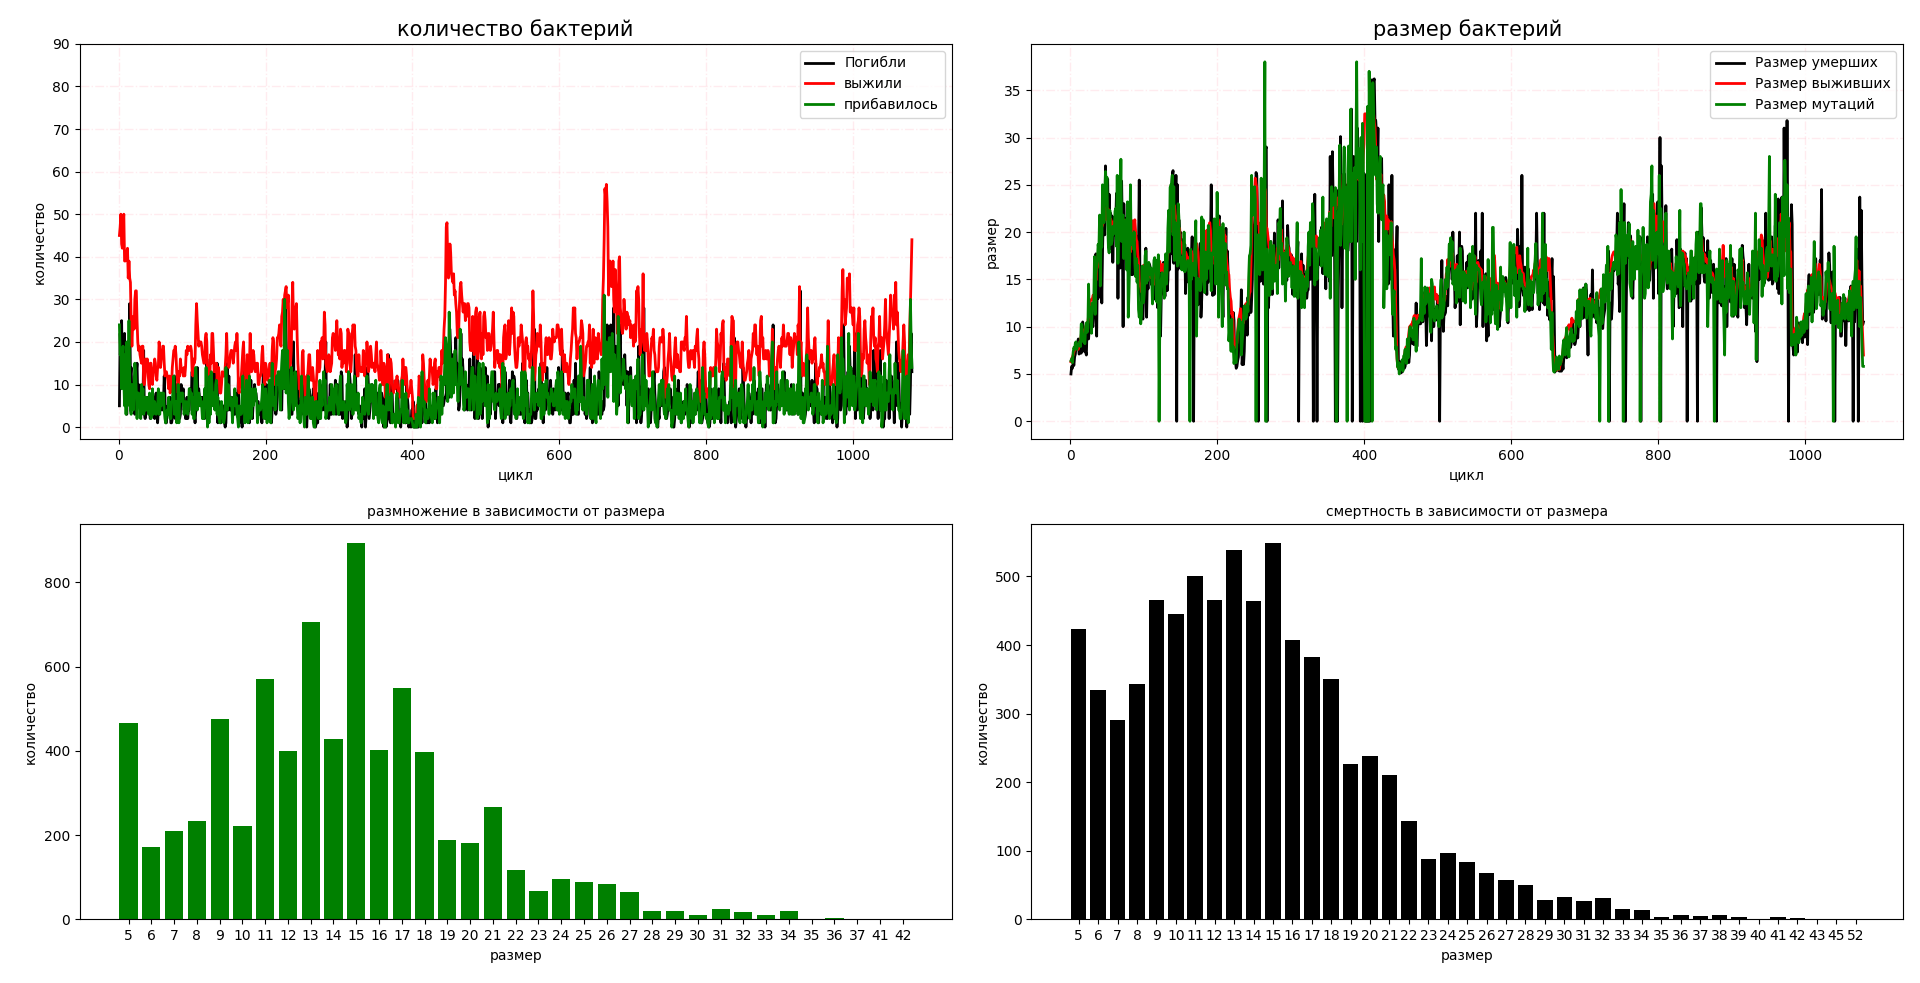 количество бактерий
количество
90
80
70
60
50
40
30
20
10
0
Погибли
выжили
прибавилось
0 200 400 600 800 1000
цикл
размер бактерий
размер
35
30
25
20
15
10
5
0
Размер умерших
Размер выживших
Размер мутаций
0 200 400 600 800 1000
цикл
размножение в зависимости от размера
количество
800
600
400
200
0
5 6 7 8 9 10 11 12 13 14 15 16 17 18 19 20 21 22 23 24 25 26 27 28 29 30 31 32 33 34 35 36 37 41 42
размер
смертность в зависимости от размера
количество
500
400
300
200
100
0
5 6 7 8 9 10 11 12 13 14 15 16 17 18 19 20 21 22 23 24 25 26 27 28 29 30 31 32 33 34 35 36 37 38 39 40 41 42 43 45 52
размер